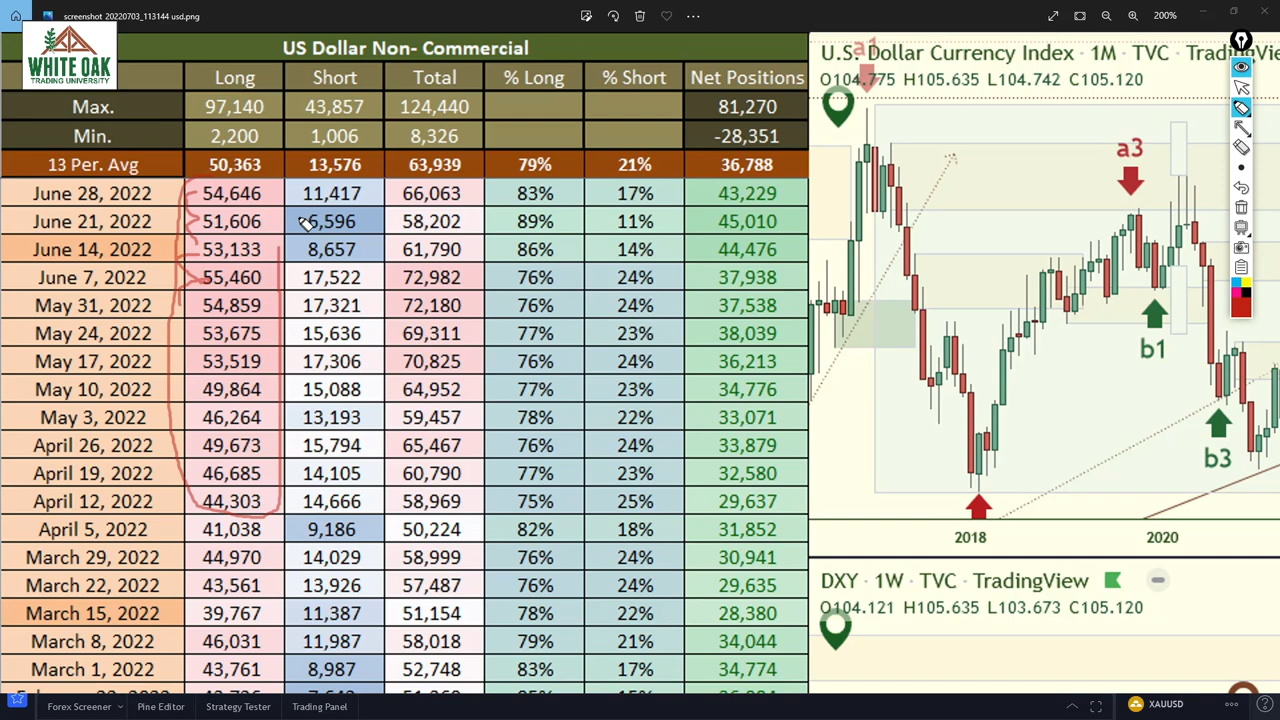 screenshot 20220703_113144 usd.png
200%
WHITE OAK
TRADING UNIVERSITY
US Dollar Non- Commercial
Long Short Total % Long % Short Net Positions
Max. 97,140 43,857 124,440 81,270
Min. 2,200 1,006 8,326 -28,351
13 Per. Avg 50,363 13,576 63,939 79% 21% 36,788
June 28, 2022 54,646 11,417 66,063 83% 17% 43,229
June 21, 2022 51,606 6,596 58,202 89% 11% 45,010
June 14, 2022 53,133 8,657 61,790 86% 14% 44,476
June 7, 2022 55,460 17,522 72,982 76% 24% 37,938
May 31, 2022 54,859 17,321 72,180 76% 24% 37,538
May 24, 2022 53,675 15,636 69,311 77% 23% 38,039
May 17, 2022 53,519 17,306 70,825 76% 24% 36,213
May 10, 2022 49,864 15,088 64,952 77% 23% 34,776
May 3, 2022 46,264 13,193 59,457 78% 22% 33,071
April 26, 2022 49,673 15,794 65,467 76% 24% 33,879
April 19, 2022 46,685 14,105 60,790 77% 23% 32,580
April 12, 2022 44,303 14,666 58,969 75% 25% 29,637
April 5, 2022 41,038 9,186 50,224 82% 18% 31,852
March 29, 2022 44,970 14,029 58,999 76% 24% 30,941
March 22, 2022 43,561 13,926 57,487 76% 24% 29,635
March 15, 2022 39,767 11,387 51,154 78% 22% 28,380
March 8, 2022 46,031 11,987 58,018 79% 21% 34,044
March 1, 2022 43,761 8,987 52,748 83% 17% 34,774
U.S. Dollar Currency Index · 1M · TVC · TradingVie
O104.775 H105.635 L104.742 C105.120
a1
a3
b1
b3
2018 2020
DXY · 1W · TVC · TradingView
O104.121 H105.635 L103.673 C105.120
Forex Screener Pine Editor Strategy Tester Trading Panel XAUUSD